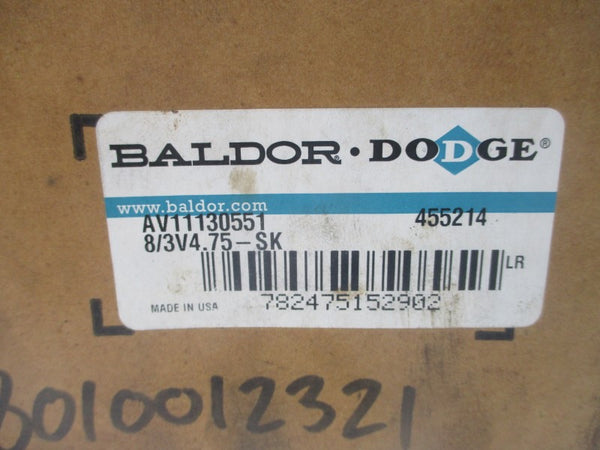 BALDOR · DODGE®
www.baldor.com
AV11130551 455214
8/3V4.75-SK
LR
MADE IN USA 782475152902
8010012321